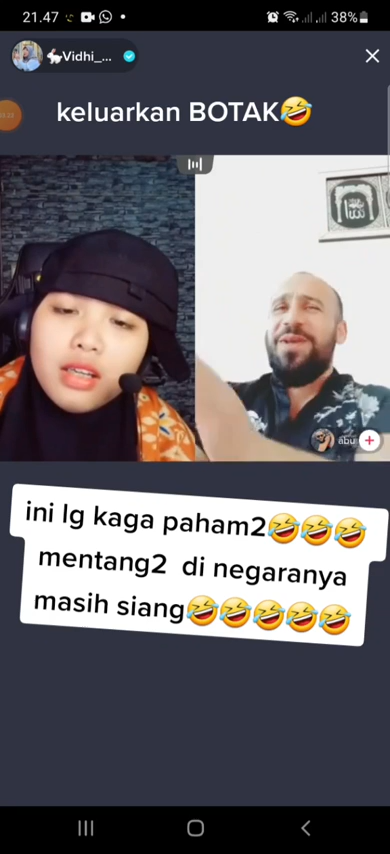 21.47
38%
Vidhi_...
keluarkan BOTAK🤣
abu
ini lg kaga paham2🤣🤣🤣
mentang2 di negaranya
masih siang🤣🤣🤣🤣🤣